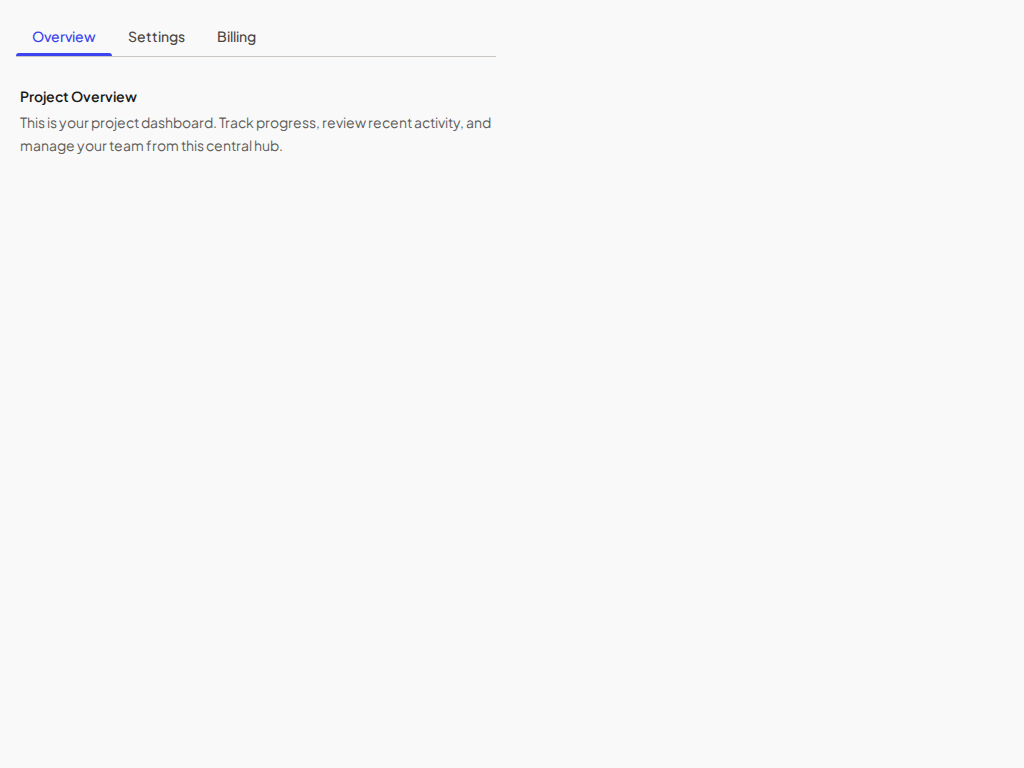 Overview Settings Billing
Project Overview
This is your project dashboard. Track progress, review recent activity, and
manage your team from this central hub.